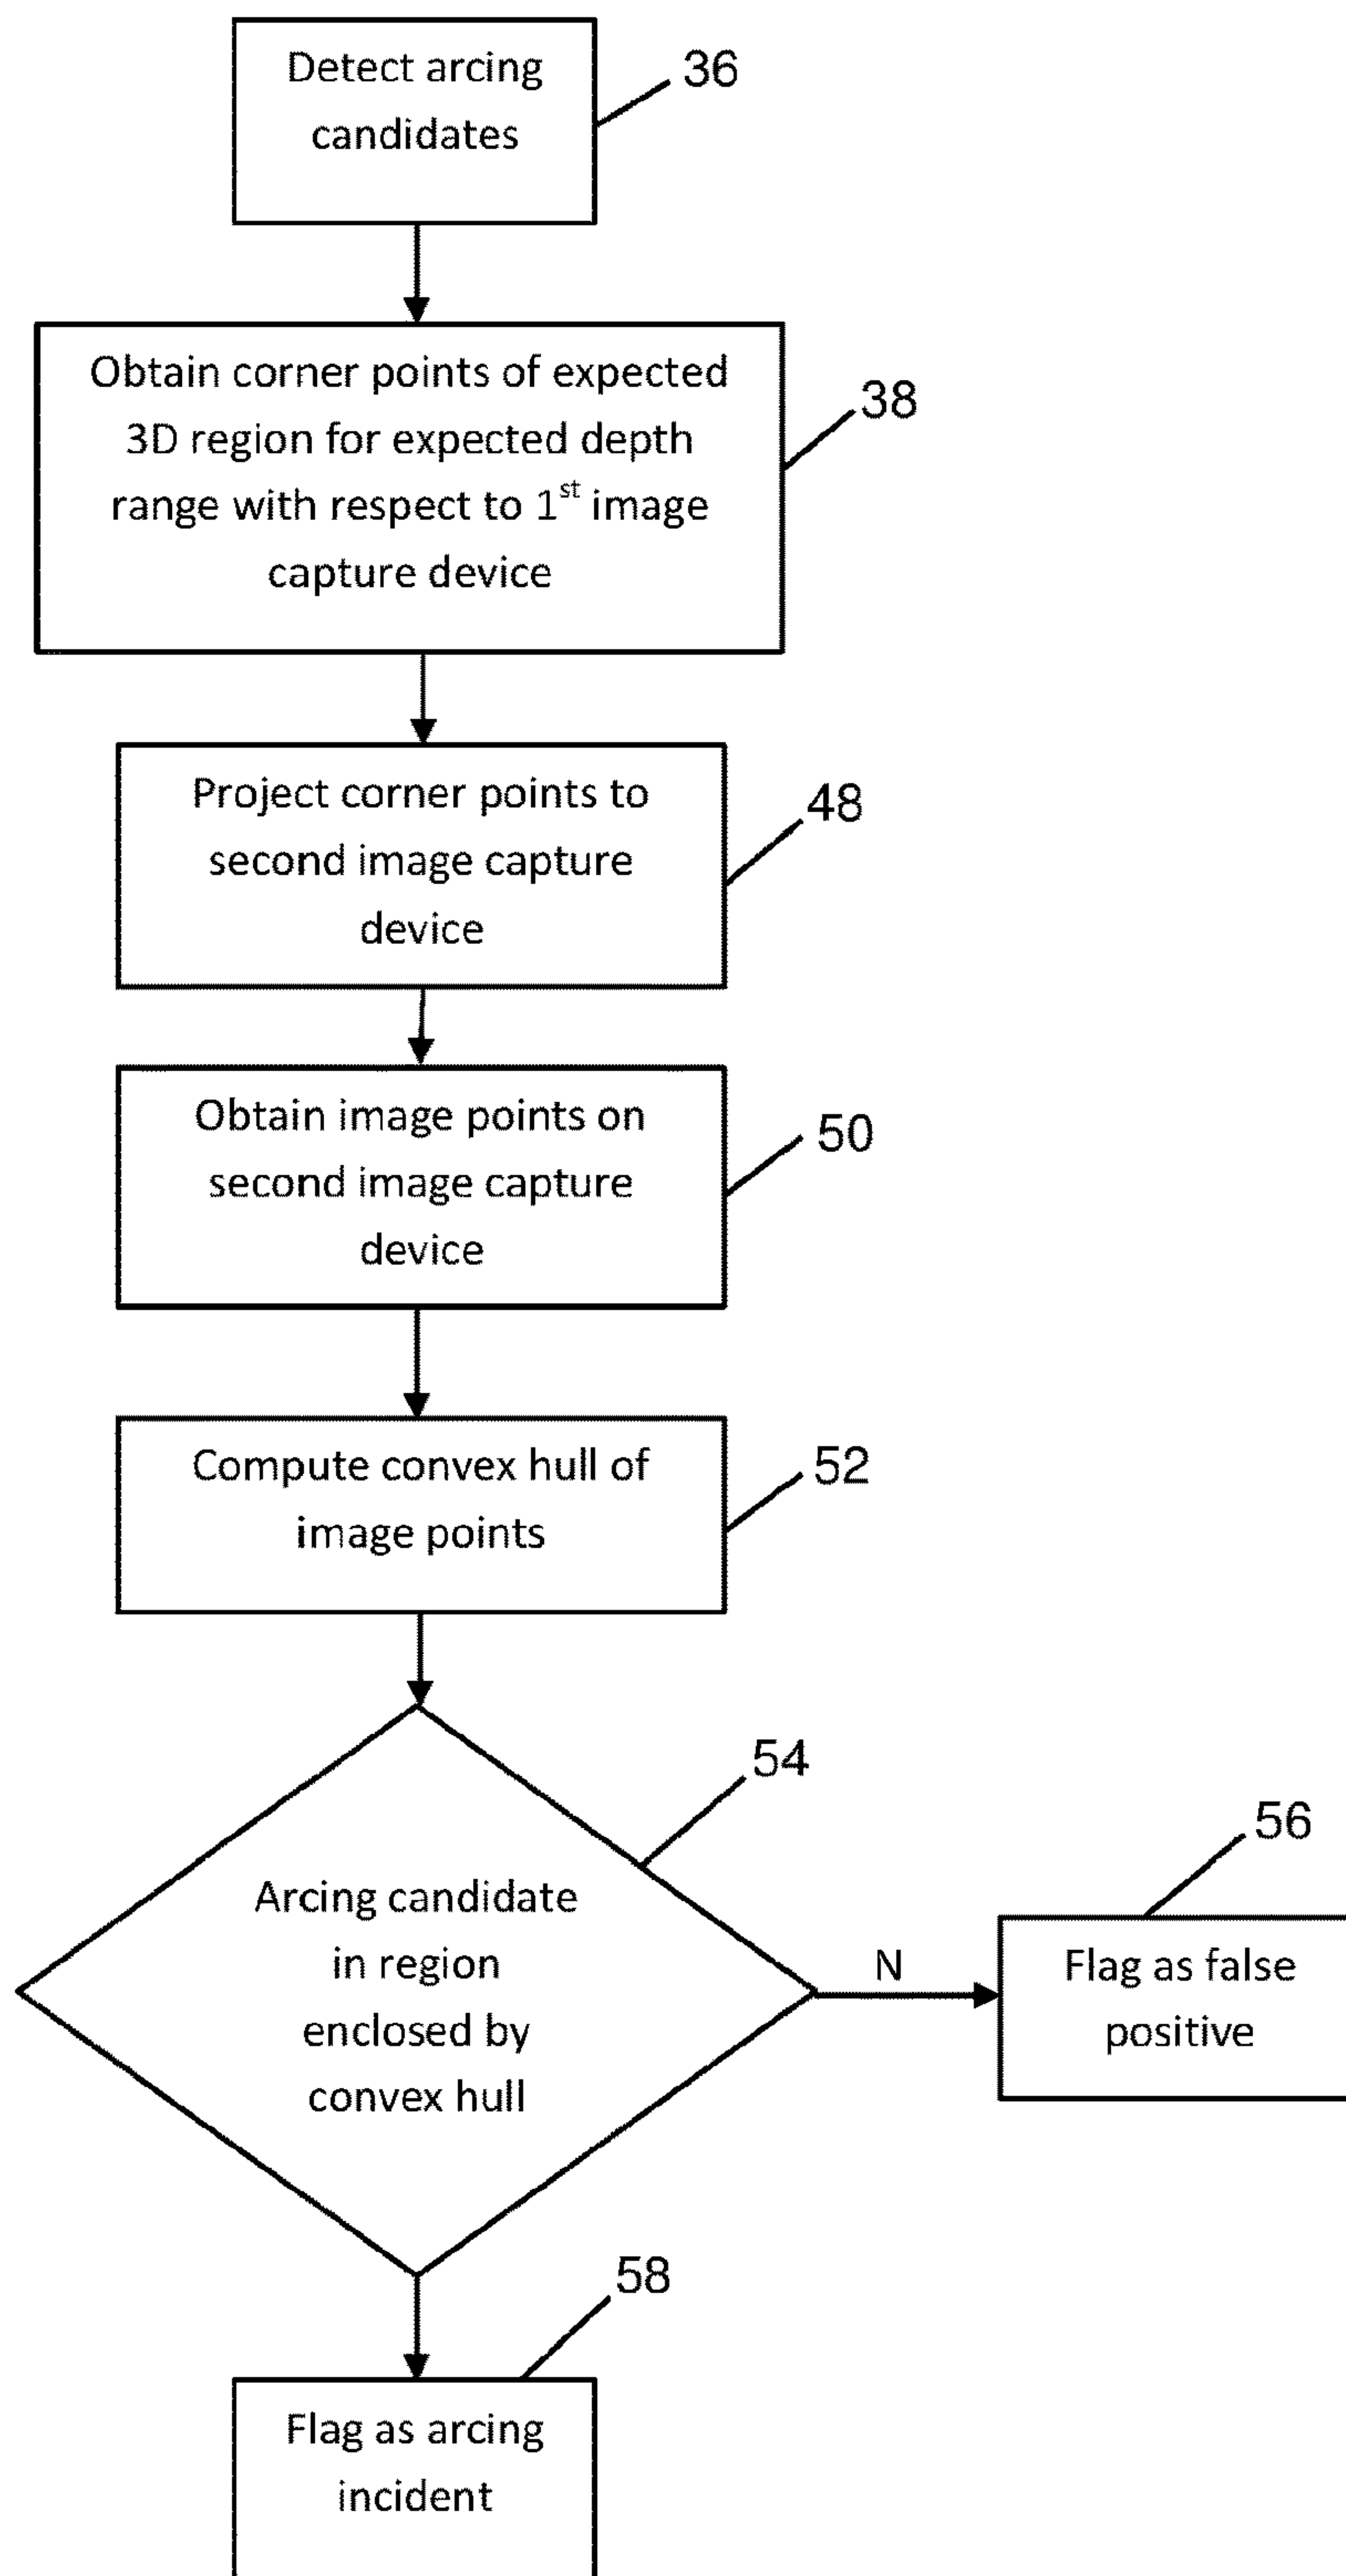 Detect arcing
candidates
36
Obtain corner points of expected
3D region for expected depth
range with respect to 1st image
capture device
38
Project corner points to
second image capture
device
48
Obtain image points on
second image capture
device
50
Compute convex hull of
image points
52
54
Arcing candidate
in region
enclosed by
convex hull
N
56
Flag as false
positive
58
Flag as arcing
incident